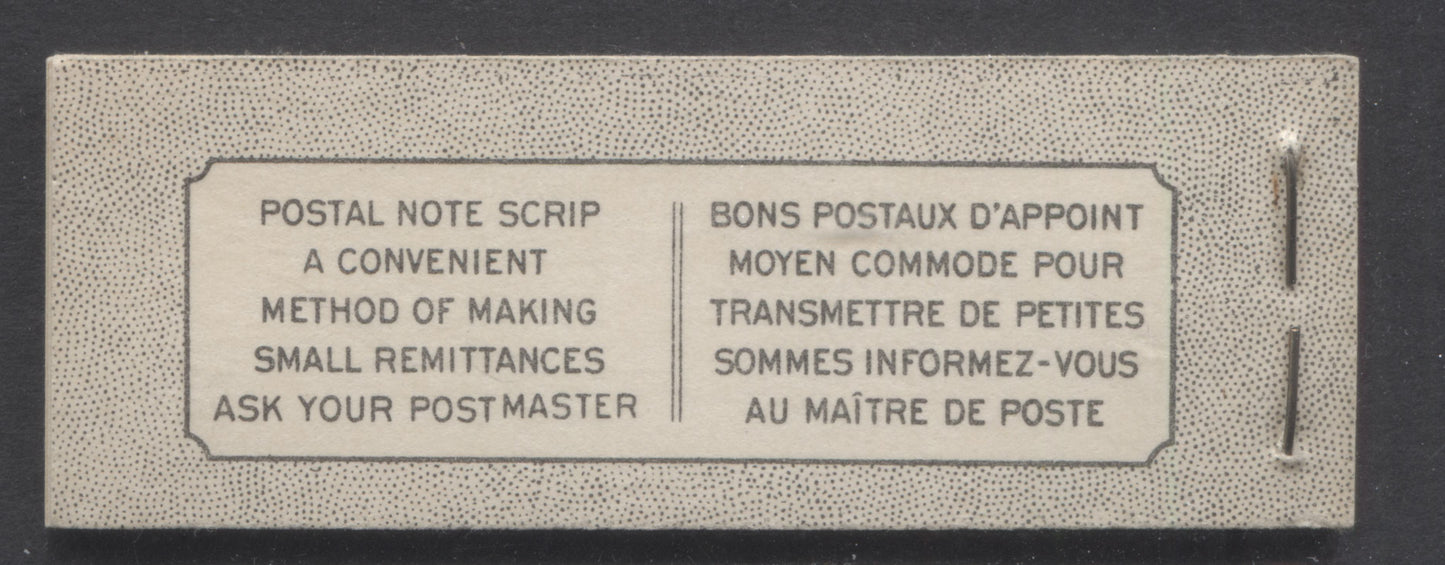 POSTAL NOTE SCRIP
A CONVENIENT
METHOD OF MAKING
SMALL REMITTANCES
ASK YOUR POSTMASTER
BONS POSTAUX D'APPOINT
MOYEN COMMODE POUR
TRANSMETTRE DE PETITES
SOMMES INFORMEZ-VOUS
AU MAÎTRE DE POSTE